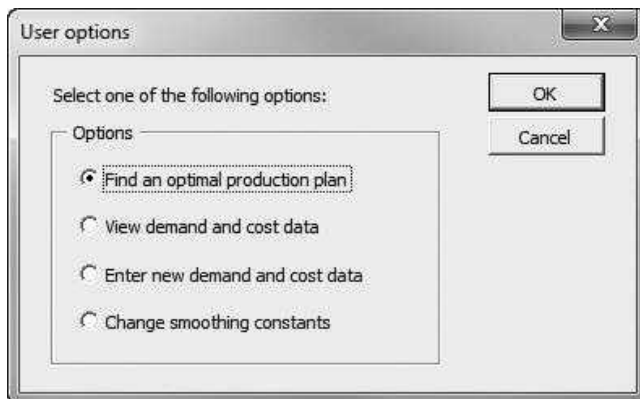 User options
Select one of the following options:
OK
Options
Cancel
Find an optimal production plan
View demand and cost data
Enter new demand and cost data
Change smoothing constants